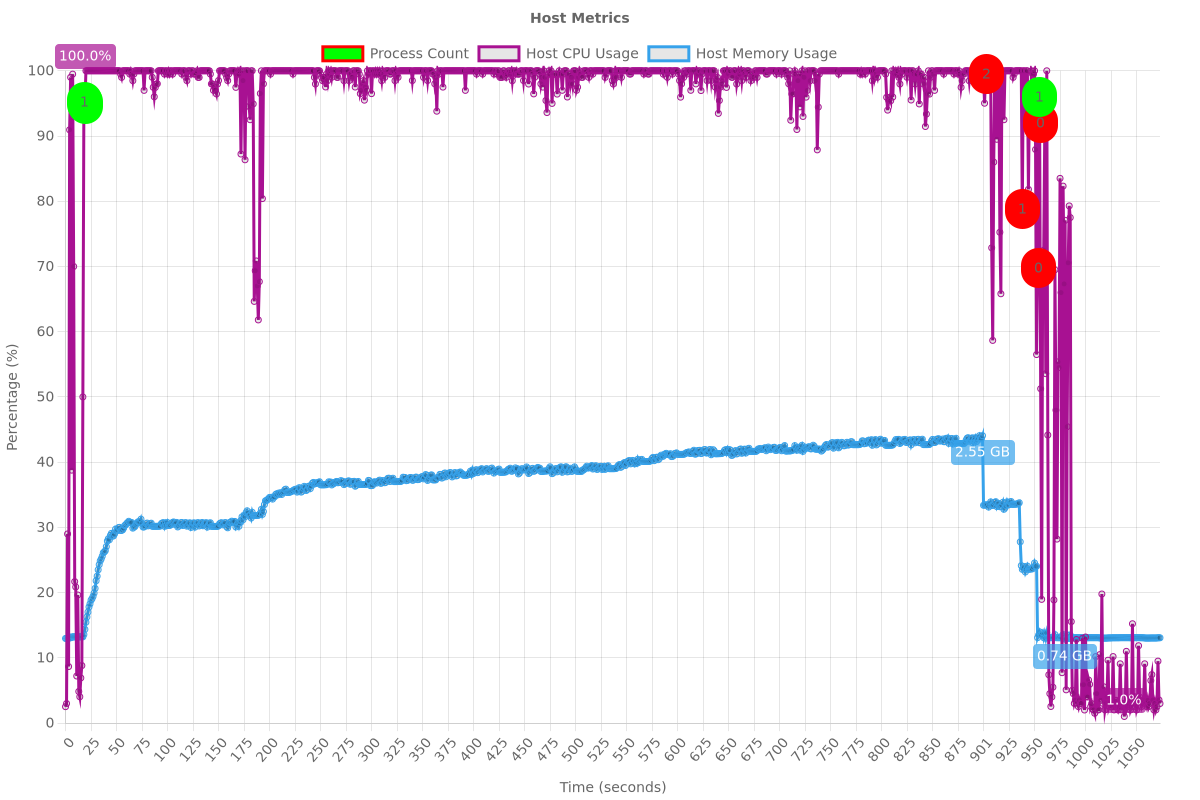 Host Metrics
Process Count Host CPU Usage Host Memory Usage
100.0%
100
90
80
70
60
50
40
30
20
10
0
Percentage (%)
1
2
1
0
1
0
2.55 GB
0.74 GB
1.0%
0 25 50 75 100 125 150 175 200 225 250 275 300 325 350 375 400 425 450 475 500 525 550 575 600 625 650 675 700 725 750 775 800 825 850 875 901 925 950 975 1000 1025 1050
Time (seconds)